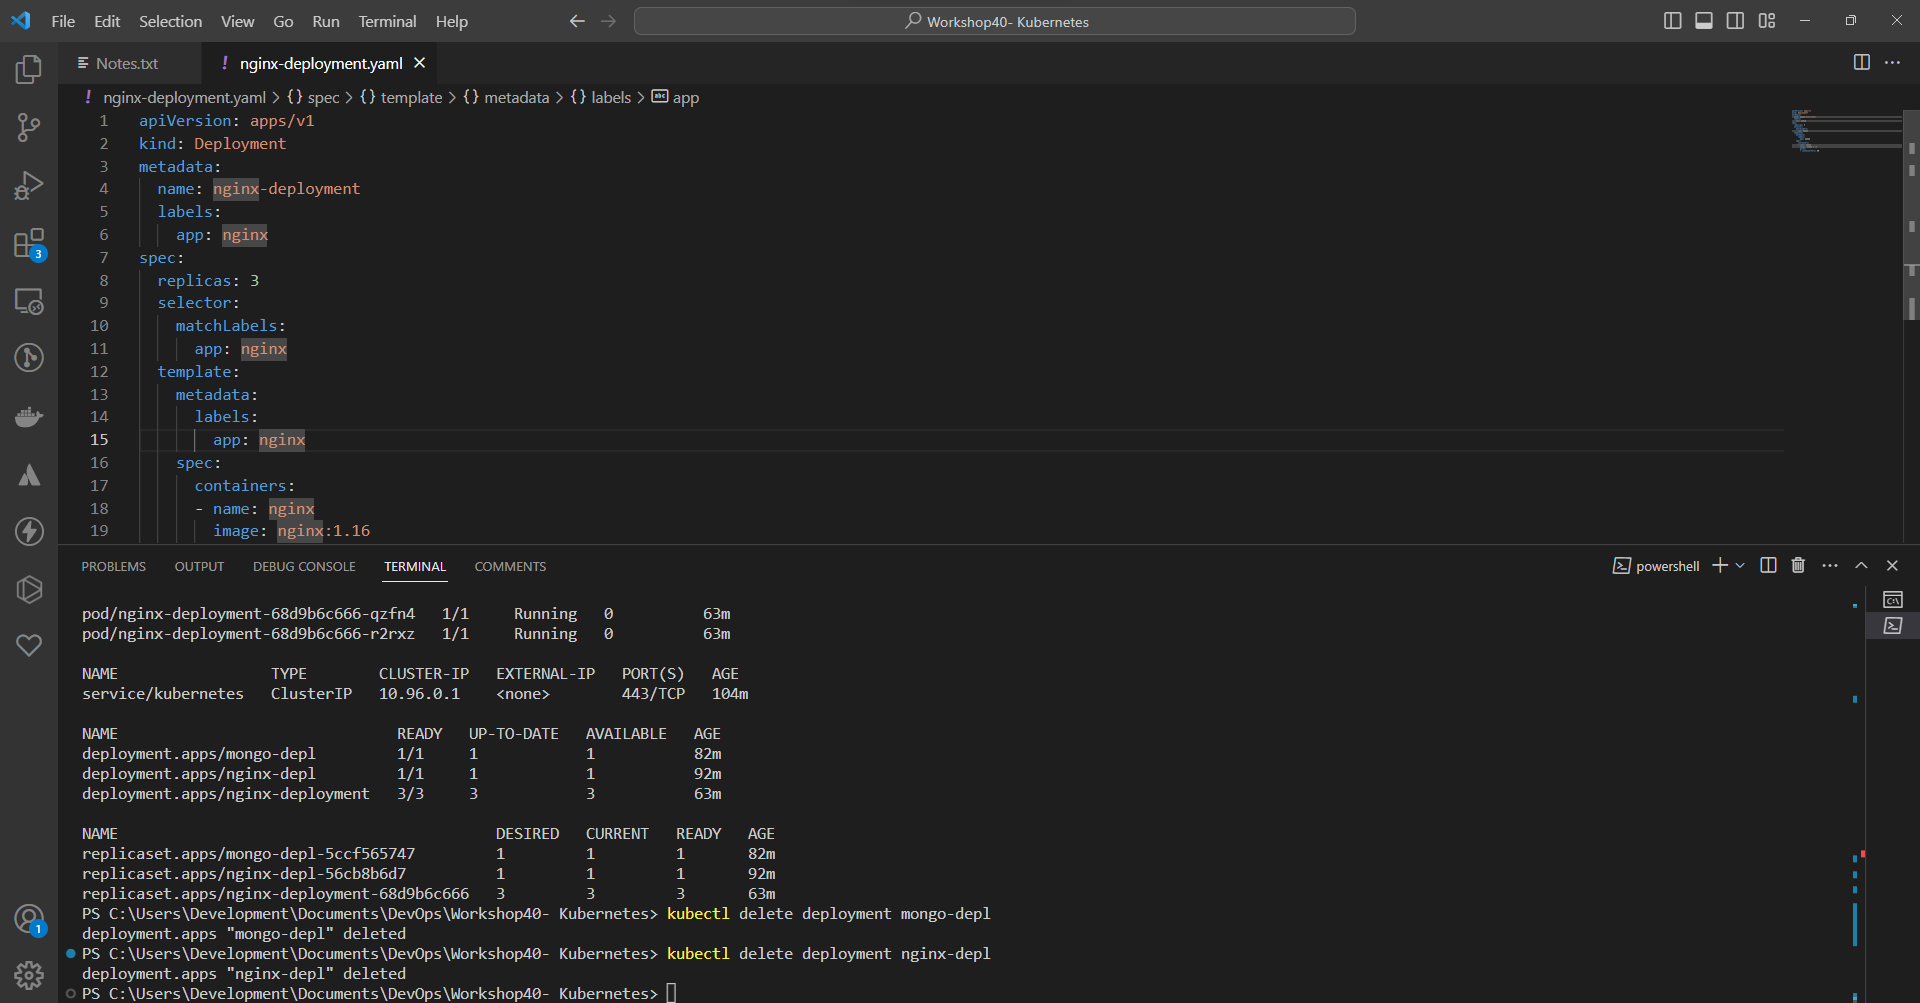 File Edit Selection View Go Run Terminal Help Workshop40- Kubernetes
Notes.txt ! nginx-deployment.yaml
! nginx-deployment.yaml > {} spec > {} template > {} metadata > {} labels > abc app
1 apiVersion: apps/v1
2 kind: Deployment
3 metadata:
4   name: nginx-deployment
5   labels:
6     app: nginx
7 spec:
8   replicas: 3
9   selector:
10     matchLabels:
11       app: nginx
12   template:
13     metadata:
14       labels:
15         app: nginx
16     spec:
17       containers:
18       - name: nginx
19         image: nginx:1.16
3
PROBLEMS OUTPUT DEBUG CONSOLE TERMINAL COMMENTS powershell
pod/nginx-deployment-68d9b6c666-qzfn4   1/1     Running   0          63m
pod/nginx-deployment-68d9b6c666-r2rxz   1/1     Running   0          63m
NAME                 TYPE        CLUSTER-IP   EXTERNAL-IP   PORT(S)   AGE
service/kubernetes   ClusterIP   10.96.0.1    <none>        443/TCP   104m
NAME                               READY   UP-TO-DATE   AVAILABLE   AGE
deployment.apps/mongo-depl         1/1     1            1           82m
deployment.apps/nginx-depl         1/1     1            1           92m
deployment.apps/nginx-deployment   3/3     3            3           63m
NAME                                          DESIRED   CURRENT   READY   AGE
replicaset.apps/mongo-depl-5ccf565747         1         1         1       82m
replicaset.apps/nginx-depl-56cb8b6d7          1         1         1       92m
replicaset.apps/nginx-deployment-68d9b6c666   3         3         3       63m
PS C:\Users\Development\Documents\DevOps\Workshop40- Kubernetes> kubectl delete deployment mongo-depl
deployment.apps "mongo-depl" deleted
PS C:\Users\Development\Documents\DevOps\Workshop40- Kubernetes> kubectl delete deployment nginx-depl
deployment.apps "nginx-depl" deleted
PS C:\Users\Development\Documents\DevOps\Workshop40- Kubernetes>
1